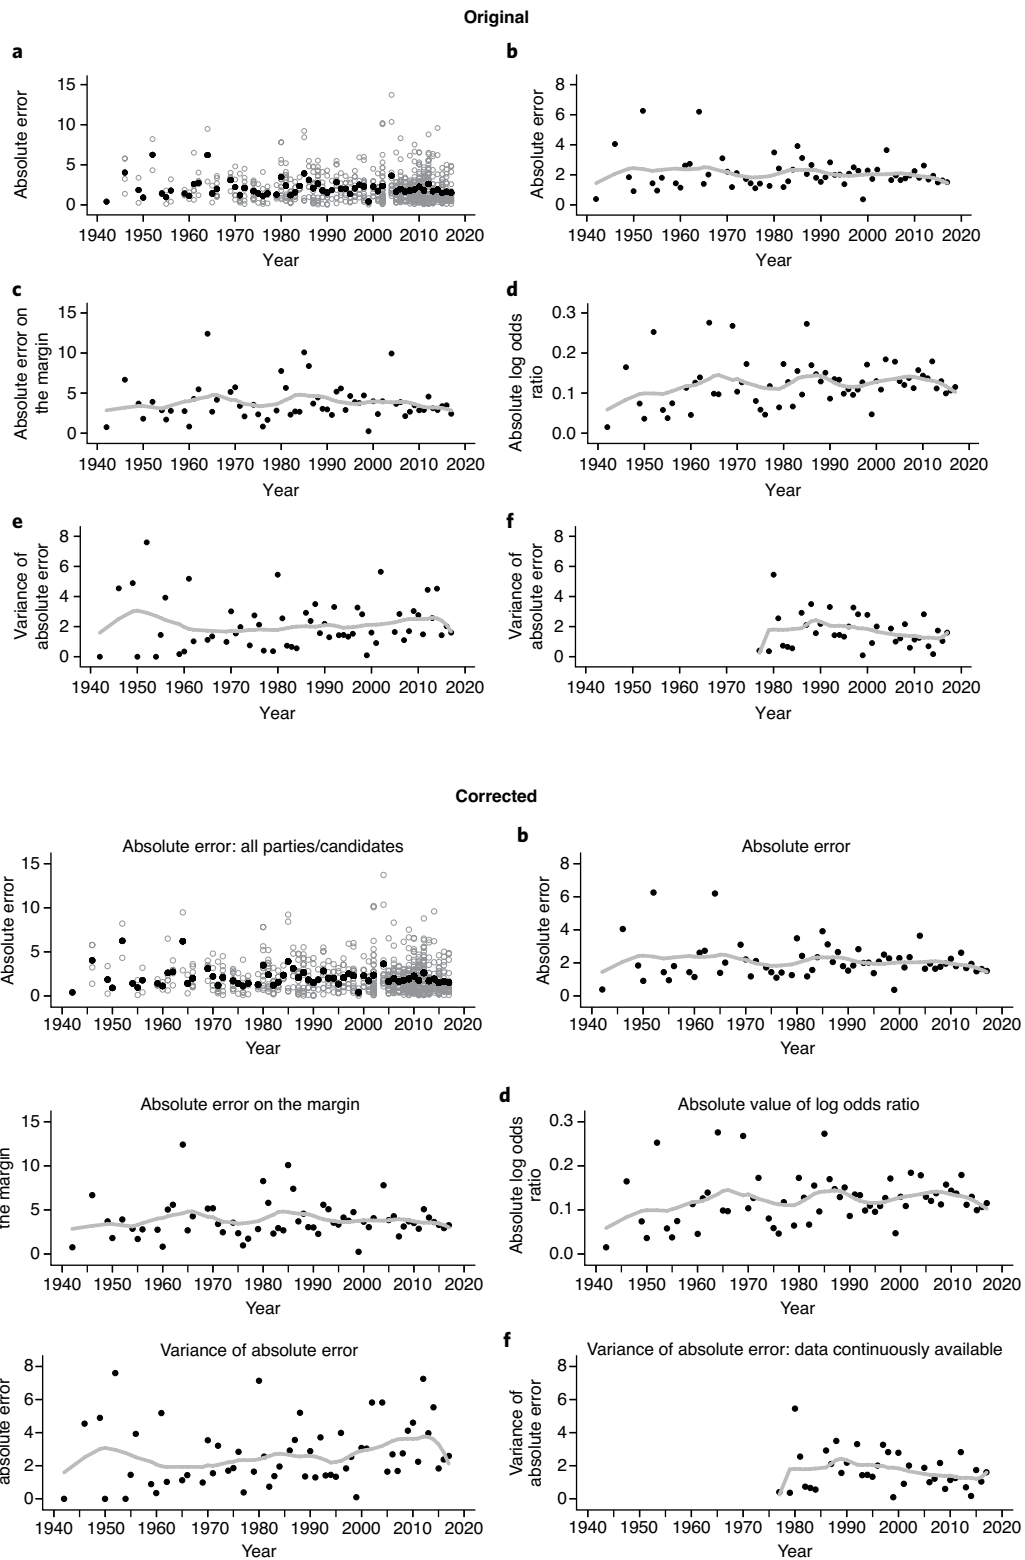 Original
a
15
10
5
0
Absolute error
1940 1950 1960 1970 1980 1990 2000 2010 2020
Year
b
8
6
4
2
0
Absolute error
1940 1950 1960 1970 1980 1990 2000 2010 2020
Year
c
15
10
5
0
Absolute error on
the margin
1940 1950 1960 1970 1980 1990 2000 2010 2020
Year
d
0.3
0.2
0.1
0.0
Absolute log odds
ratio
1940 1950 1960 1970 1980 1990 2000 2010 2020
Year
e
8
6
4
2
0
Variance of
absolute error
1940 1950 1960 1970 1980 1990 2000 2010 2020
Year
f
8
6
4
2
0
Variance of
absolute error
1940 1950 1960 1970 1980 1990 2000 2010 2020
Year
Corrected
Absolute error: all parties/candidates
15
10
5
0
Absolute error
1940 1950 1960 1970 1980 1990 2000 2010 2020
Year
b
Absolute error
8
6
4
2
0
Absolute error
1940 1950 1960 1970 1980 1990 2000 2010 2020
Year
Absolute error on the margin
15
10
5
0
the margin
1940 1950 1960 1970 1980 1990 2000 2010 2020
Year
d
Absolute value of log odds ratio
0.3
0.2
0.1
0.0
Absolute log odds
ratio
1940 1950 1960 1970 1980 1990 2000 2010 2020
Year
Variance of absolute error
8
6
4
2
0
absolute error
1940 1950 1960 1970 1980 1990 2000 2010 2020
Year
f
Variance of absolute error: data continuously available
8
6
4
2
0
Variance of
absolute error
1940 1950 1960 1970 1980 1990 2000 2010 2020
Year